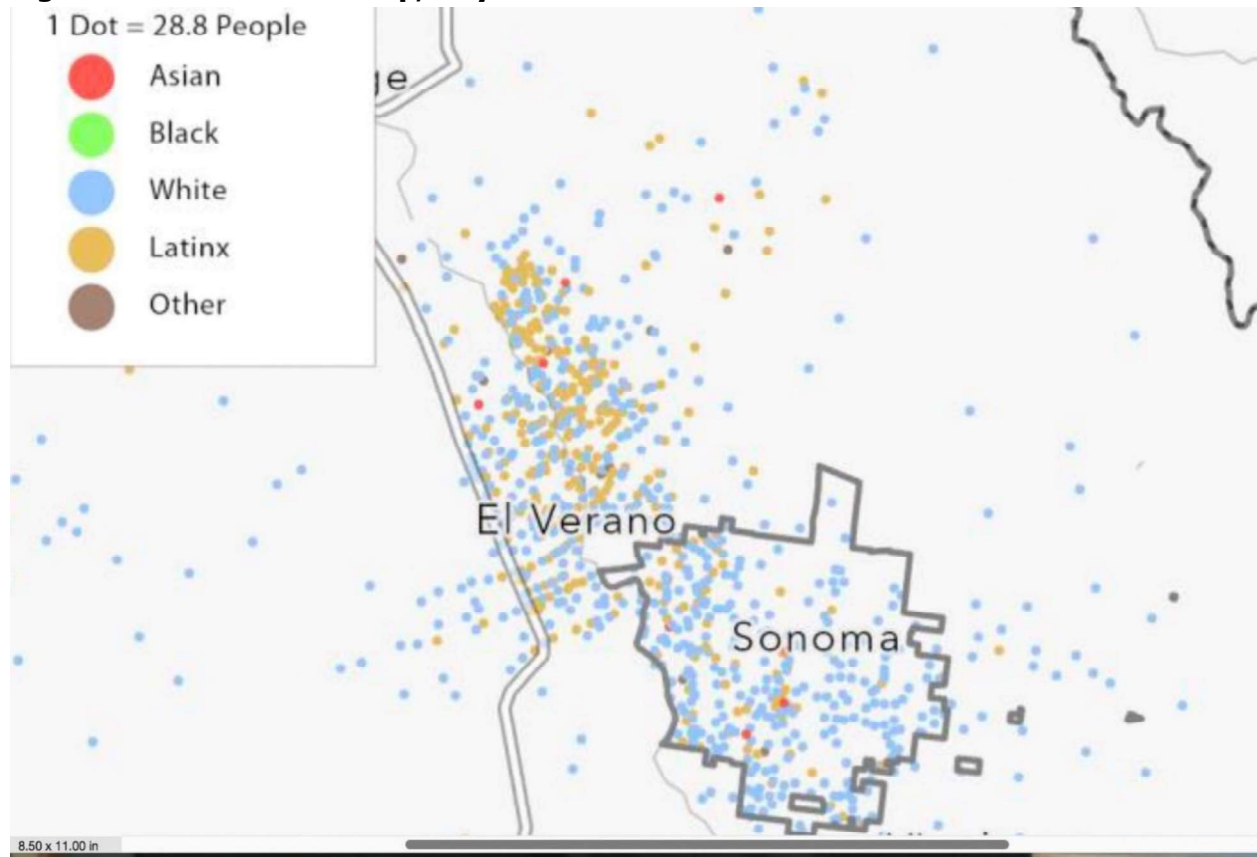 1 Dot = 28.8 People
Asian
Black
White
Latinx
Other
El Verano
Sonoma
8.50 x 11.00 in